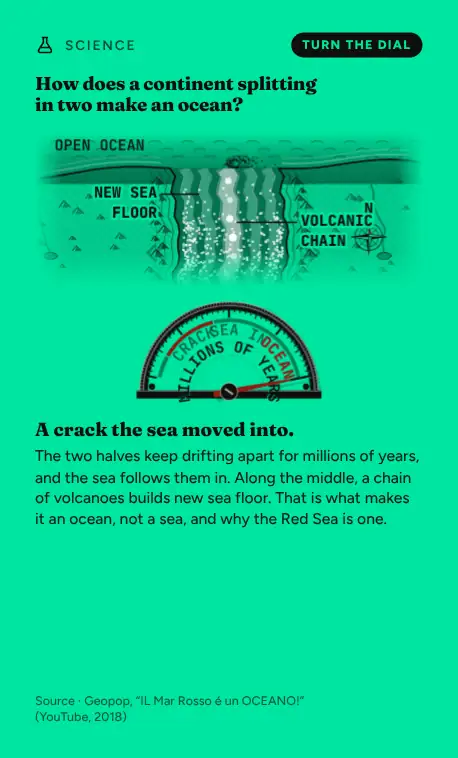 SCIENCE
TURN THE DIAL
How does a continent splitting
in two make an ocean?
OPEN OCEAN
NEW SEA
FLOOR
N
VOLCANIC
CHAIN
CRACK
SEA IN
OCEAN
MILLIONS OF YEARS
A crack the sea moved into.
The two halves keep drifting apart for millions of years,
and the sea follows them in. Along the middle, a chain
of volcanoes builds new sea floor. That is what makes
it an ocean, not a sea, and why the Red Sea is one.
Source · Geopop, “IL Mar Rosso é un OCEANO!”
(YouTube, 2018)